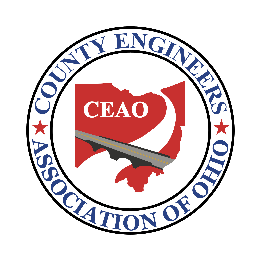 COUNTY ENGINEERS
CEAO
ASSOCIATION OF OHIO